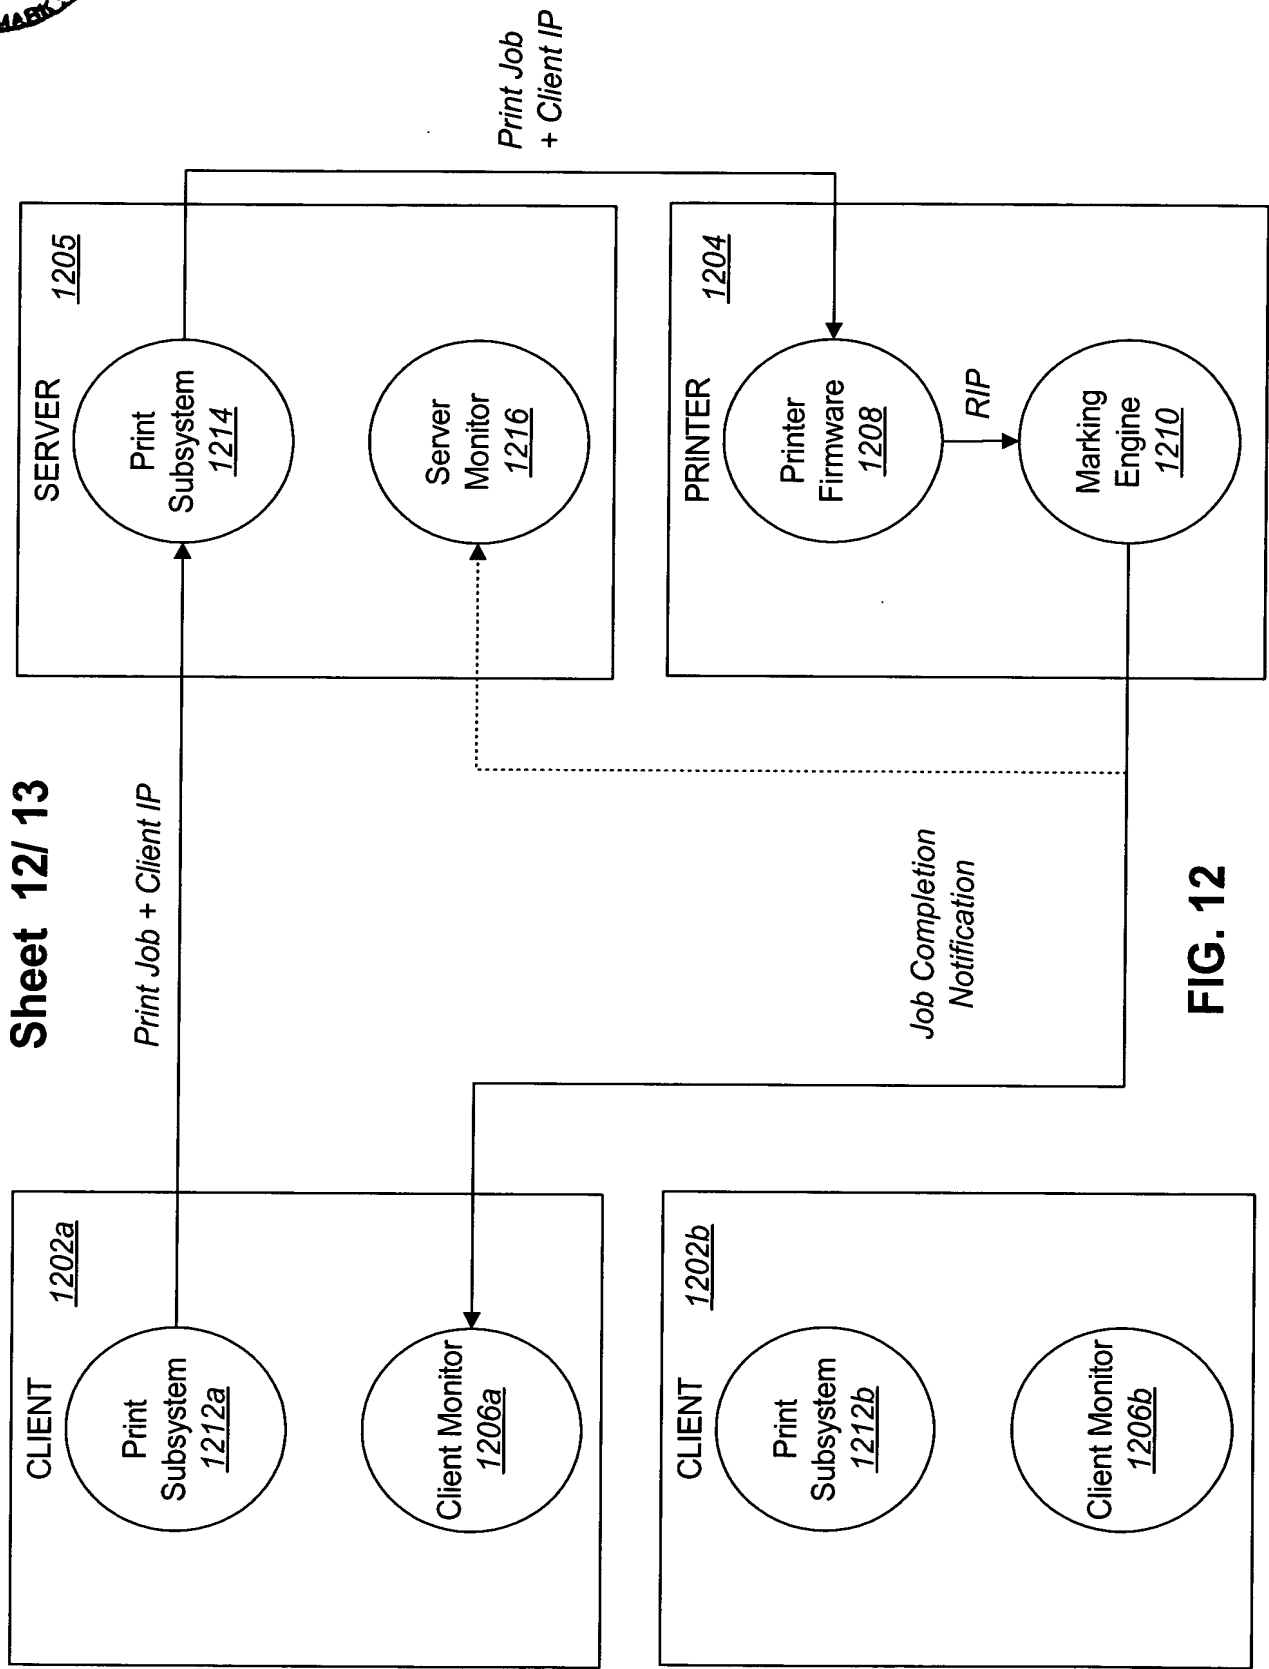 MARK
Sheet 12/ 13
CLIENT
1202a
Print
Subsystem
1212a
Client Monitor
1206a
Print Job + Client IP
SERVER
1205
Print
Subsystem
1214
Server
Monitor
1216
Print Job
+ Client IP
CLIENT
1202b
Print
Subsystem
1212b
Client Monitor
1206b
Job Completion
Notification
PRINTER
1204
Printer
Firmware
1208
RIP
Marking
Engine
1210
FIG. 12